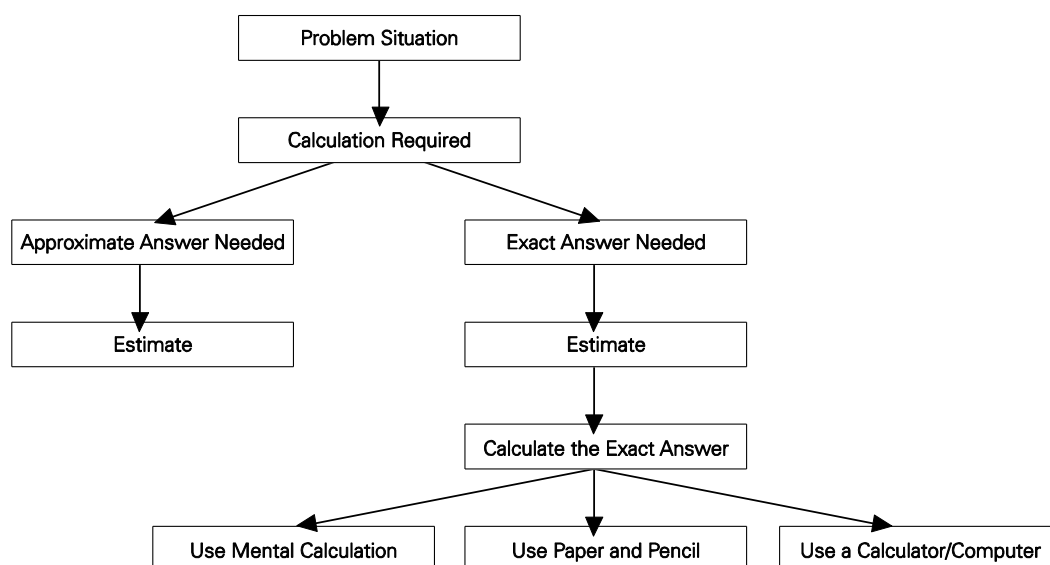 Problem Situation
Calculation Required
Approximate Answer Needed
Exact Answer Needed
Estimate
Estimate
Calculate the Exact Answer
Use Mental Calculation
Use Paper and Pencil
Use a Calculator/Computer